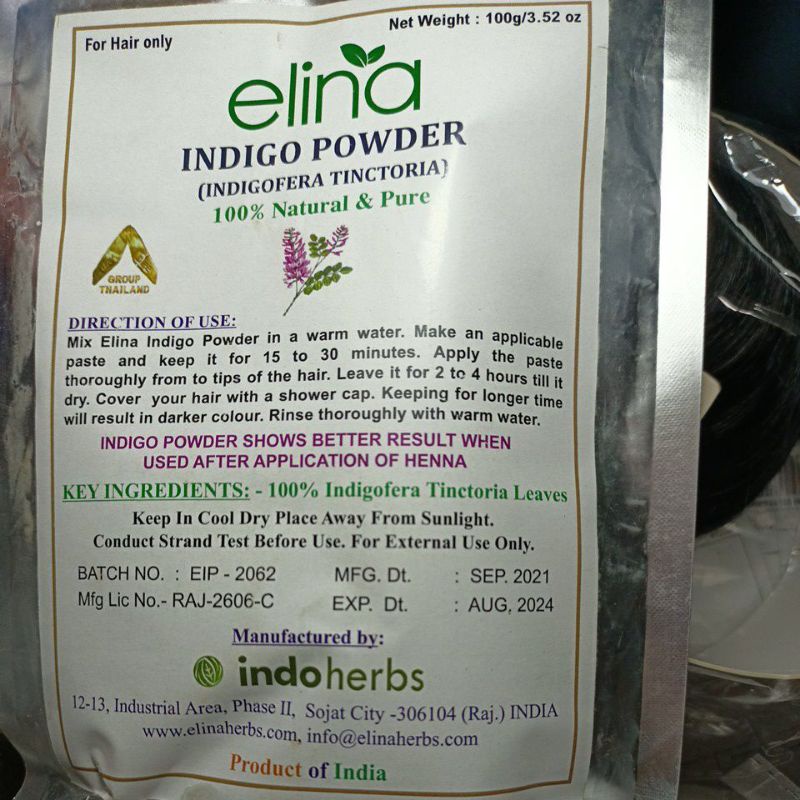 For Hair only
Net Weight : 100g/3.52 oz
elina
INDIGO POWDER
(INDIGOFERA TINCTORIA)
100% Natural & Pure
GROUP
THAILAND
DIRECTION OF USE:
Mix Elina Indigo Powder in a warm water. Make an applicable
paste and keep it for 15 to 30 minutes. Apply the paste
thoroughly from to tips of the hair. Leave it for 2 to 4 hours till it
dry. Cover your hair with a shower cap. Keeping for longer time
will result in darker colour. Rinse thoroughly with warm water.
INDIGO POWDER SHOWS BETTER RESULT WHEN
USED AFTER APPLICATION OF HENNA
KEY INGREDIENTS: - 100% Indigofera Tinctoria Leaves
Keep In Cool Dry Place Away From Sunlight.
Conduct Strand Test Before Use. For External Use Only.
BATCH NO. : EIP - 2062 MFG. Dt. : SEP. 2021
Mfg Lic No.- RAJ-2606-C EXP. Dt. : AUG, 2024
Manufactured by:
indoherbs
12-13, Industrial Area, Phase II, Sojat City -306104 (Raj.) INDIA
www.elinaherbs.com, info@elinaherbs.com
Product of India